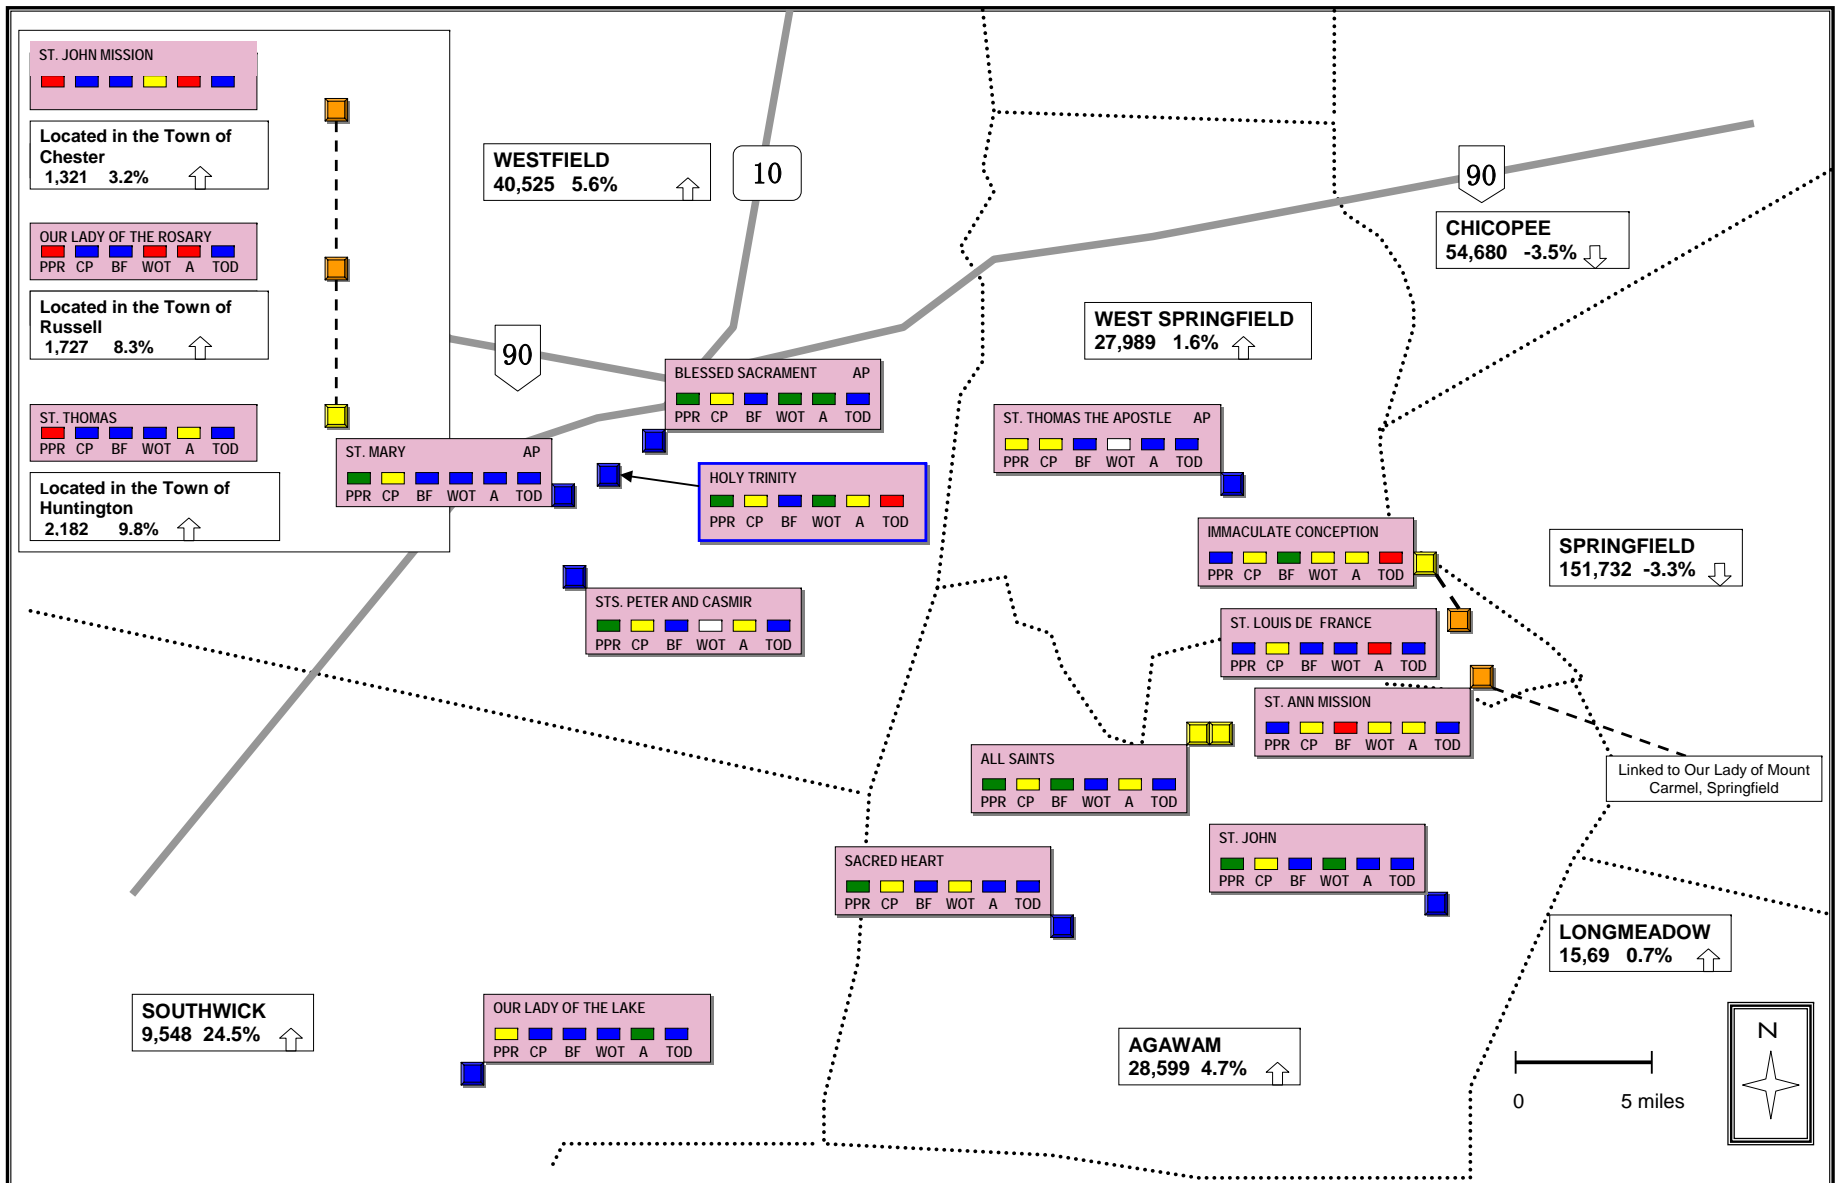 ST. JOHN MISSION
Located in the Town of
Chester
1,321 3.2%
OUR LADY OF THE ROSARY
PPR CP BF WOT A TOD
Located in the Town of
Russell
1,727 8.3%
ST. THOMAS
PPR CP BF WOT A TOD
Located in the Town of
Huntington
2,182 9.8%
WESTFIELD
40,525 5.6%
10
90
CHICOPEE
54,680 -3.5%
WEST SPRINGFIELD
27,989 1.6%
90
BLESSED SACRAMENT AP
PPR CP BF WOT A TOD
ST. MARY AP
PPR CP BF WOT A TOD
HOLY TRINITY
PPR CP BF WOT A TOD
ST. THOMAS THE APOSTLE AP
PPR CP BF WOT A TOD
IMMACULATE CONCEPTION
PPR CP BF WOT A TOD
SPRINGFIELD
151,732 -3.3%
STS. PETER AND CASMIR
PPR CP BF WOT A TOD
ST. LOUIS DE FRANCE
PPR CP BF WOT A TOD
ST. ANN MISSION
PPR CP BF WOT A TOD
ALL SAINTS
PPR CP BF WOT A TOD
Linked to Our Lady of Mount
Carmel, Springfield
ST. JOHN
PPR CP BF WOT A TOD
SACRED HEART
PPR CP BF WOT A TOD
LONGMEADOW
15,69 0.7%
SOUTHWICK
9,548 24.5%
OUR LADY OF THE LAKE
PPR CP BF WOT A TOD
AGAWAM
28,599 4.7%
0 5 miles
N